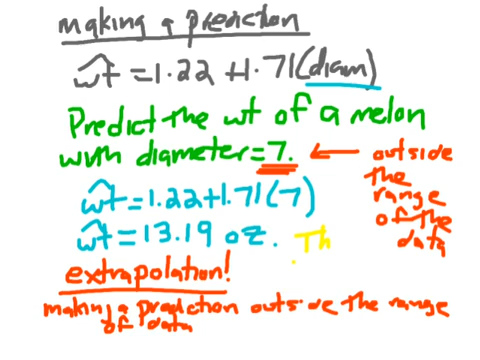 making a prediction
ŵt = 1.22 + 1.71(diam)
Predict the wt of a melon
with diameter = 7. ← outside
the
range
of the
data
ŵt = 1.22 + 1.71(7)
ŵt = 13.19 oz. Th
extrapolation!
making a prediction outside the range
of data